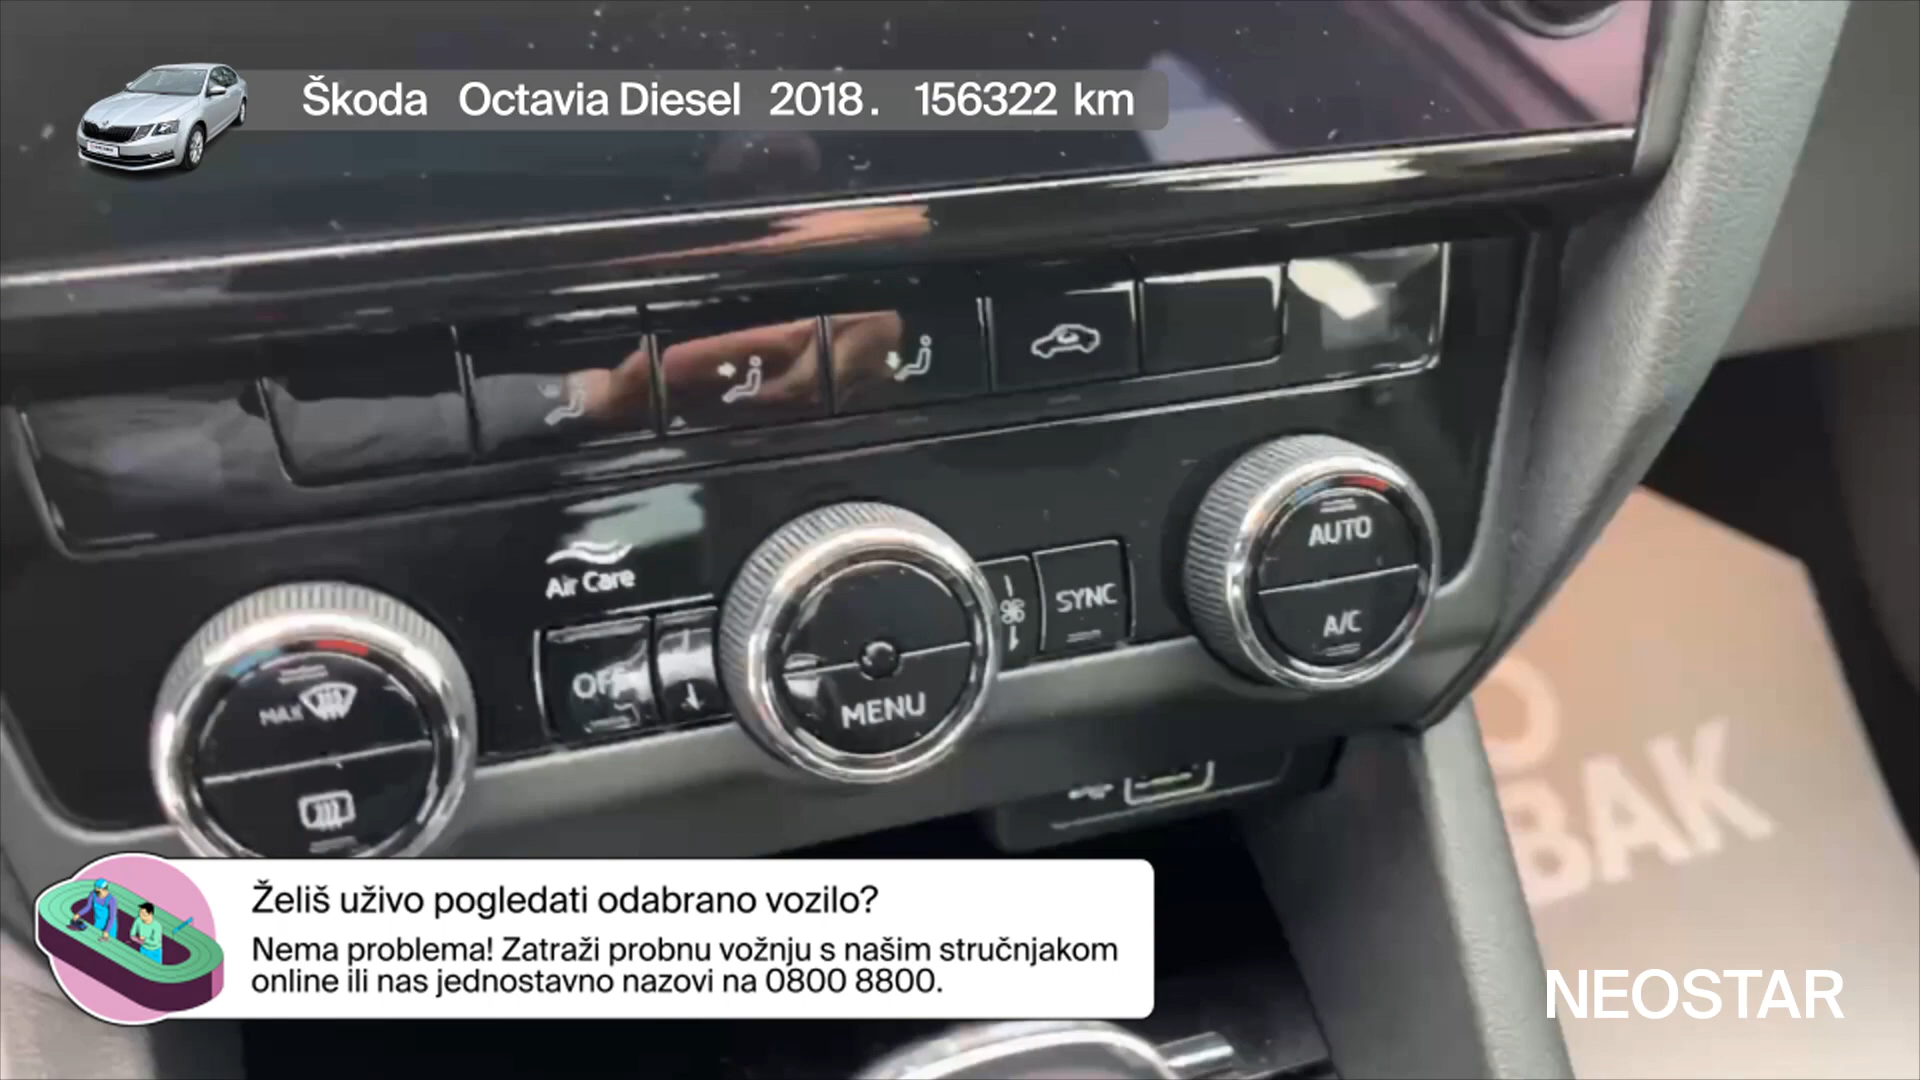 Škoda Octavia Diesel 2018. 156322 km
Air Care
OFF
MAX
MENU
SYNC
AUTO
A/C
BAK
Želiš uživo pogledati odabrano vozilo?
Nema problema! Zatraži probnu vožnju s našim stručnjakom
online ili nas jednostavno nazovi na 0800 8800.
NEOSTAR